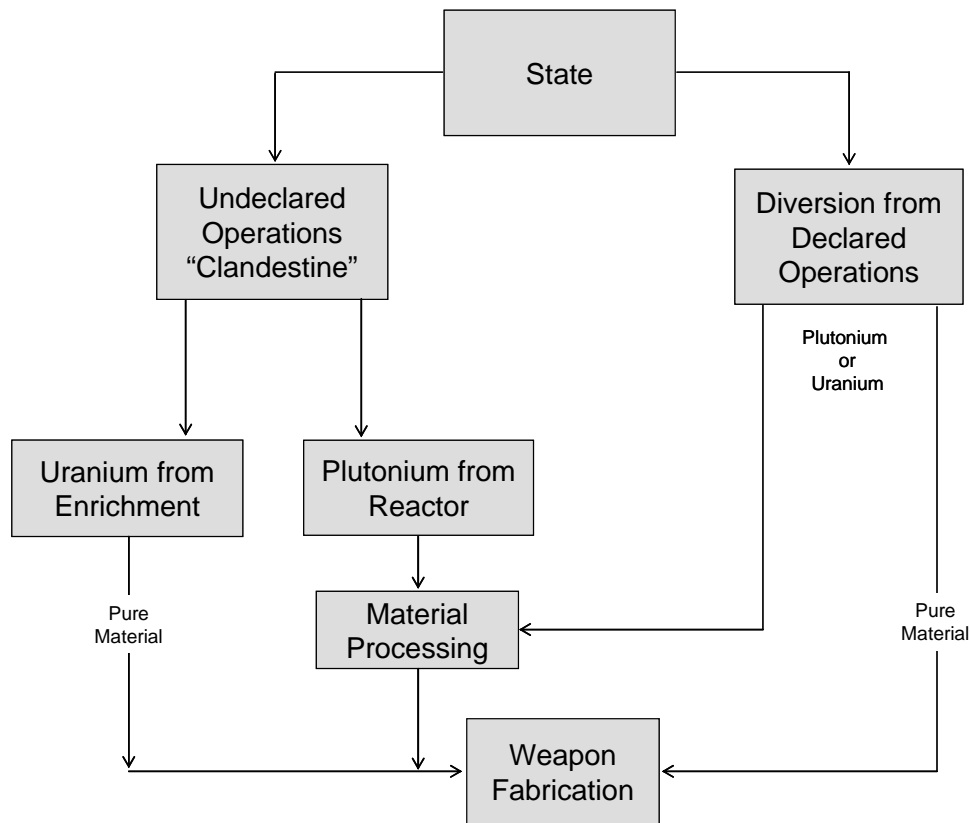 State
Undeclared
Operations
“Clandestine”
Diversion from
Declared
Operations
Plutonium
or
Uranium
Uranium from
Enrichment
Plutonium from
Reactor
Pure
Material
Material
Processing
Pure
Material
Weapon
Fabrication